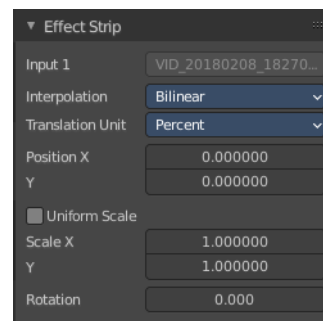 Effect Strip
Input 1 VID_20180208_18270...
Interpolation Bilinear
Translation Unit Percent
Position X 0.000000
Y 0.000000
Uniform Scale
Scale X 1.000000
Y 1.000000
Rotation 0.000